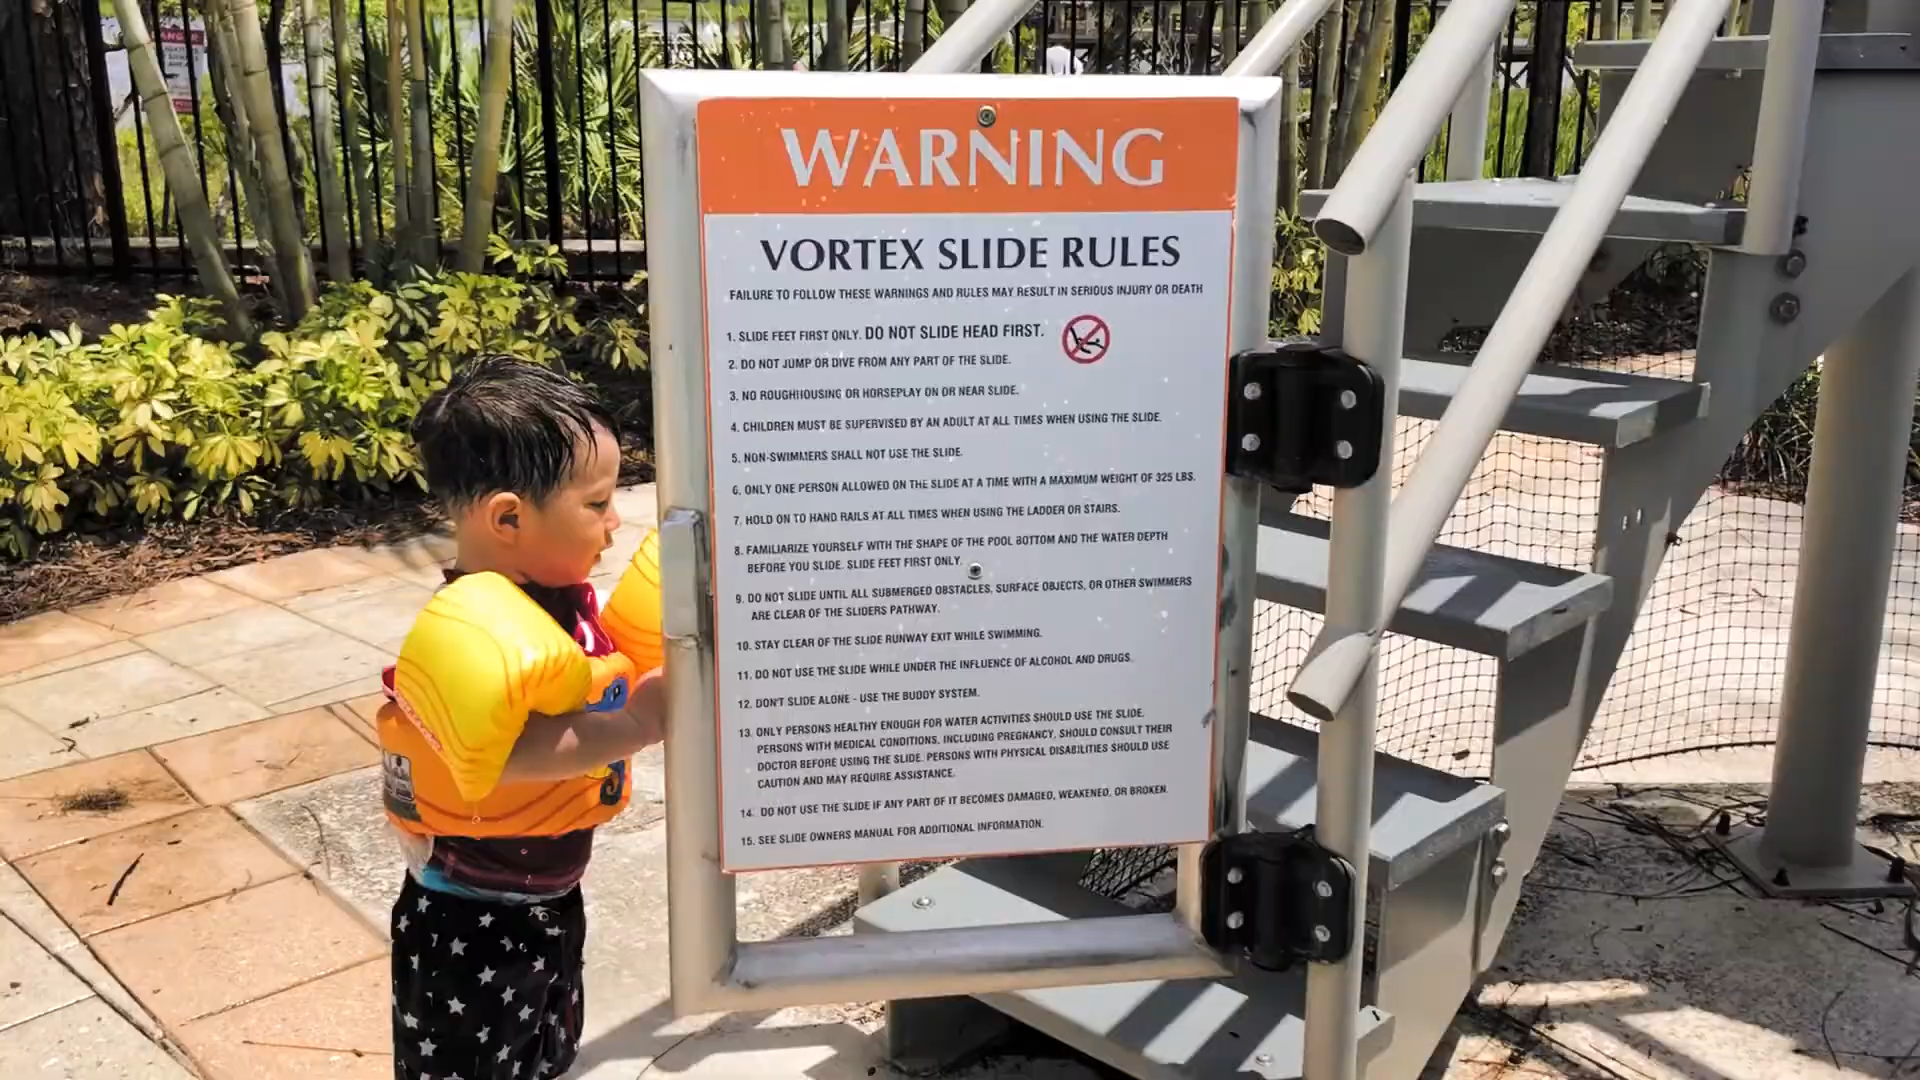 DANGER
WARNING
VORTEX SLIDE RULES
FAILURE TO FOLLOW THESE WARNINGS AND RULES MAY RESULT IN SERIOUS INJURY OR DEATH
1. SLIDE FEET FIRST ONLY. DO NOT SLIDE HEAD FIRST.
2. DO NOT JUMP OR DIVE FROM ANY PART OF THE SLIDE.
3. NO ROUGHHOUSING OR HORSEPLAY ON OR NEAR SLIDE.
4. CHILDREN MUST BE SUPERVISED BY AN ADULT AT ALL TIMES WHEN USING THE SLIDE.
5. NON-SWIMMERS SHALL NOT USE THE SLIDE.
6. ONLY ONE PERSON ALLOWED ON THE SLIDE AT A TIME WITH A MAXIMUM WEIGHT OF 325 LBS.
7. HOLD ON TO HAND RAILS AT ALL TIMES WHEN USING THE LADDER OR STAIRS.
8. FAMILIARIZE YOURSELF WITH THE SHAPE OF THE POOL BOTTOM AND THE WATER DEPTH
BEFORE YOU SLIDE. SLIDE FEET FIRST ONLY.
9. DO NOT SLIDE UNTIL ALL SUBMERGED OBSTACLES, SURFACE OBJECTS, OR OTHER SWIMMERS
ARE CLEAR OF THE SLIDERS PATHWAY.
10. STAY CLEAR OF THE SLIDE RUNWAY EXIT WHILE SWIMMING.
11. DO NOT USE THE SLIDE WHILE UNDER THE INFLUENCE OF ALCOHOL AND DRUGS.
12. DON'T SLIDE ALONE - USE THE BUDDY SYSTEM.
13. ONLY PERSONS HEALTHY ENOUGH FOR WATER ACTIVITIES SHOULD USE THE SLIDE.
PERSONS WITH MEDICAL CONDITIONS, INCLUDING PREGNANCY, SHOULD CONSULT THEIR
DOCTOR BEFORE USING THE SLIDE. PERSONS WITH PHYSICAL DISABILITIES SHOULD USE
CAUTION AND MAY REQUIRE ASSISTANCE.
14. DO NOT USE THE SLIDE IF ANY PART OF IT BECOMES DAMAGED, WEAKENED, OR BROKEN.
15. SEE SLIDE OWNERS MANUAL FOR ADDITIONAL INFORMATION.